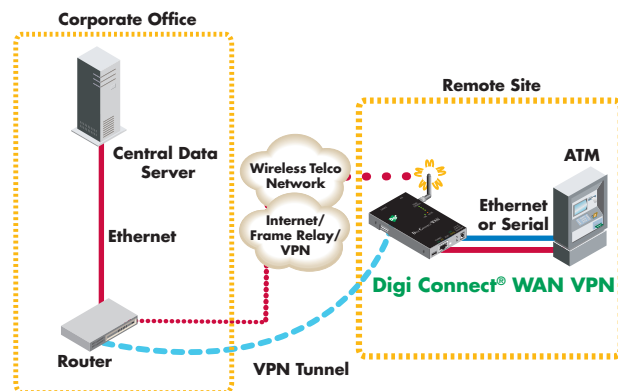 Corporate Office
Central Data
Server
Ethernet
Router
Wireless Telco
Network
Internet/
Frame Relay/
VPN
VPN Tunnel
Remote Site
ATM
Ethernet
or Serial
Digi Connect® WAN VPN